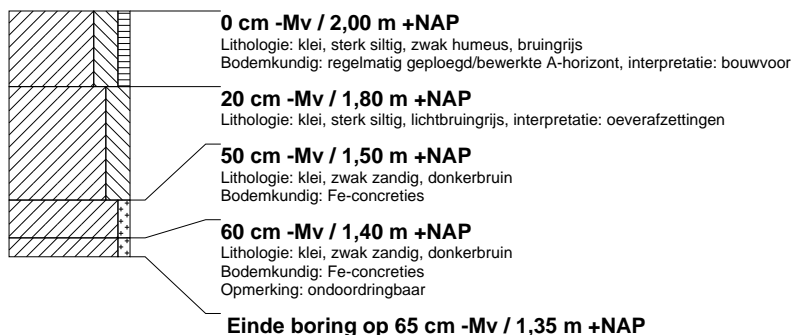 0 cm -Mv / 2,00 m +NAP
Lithologie: klei, sterk siltig, zwak humeus, bruingrijs
Bodemkundig: regelmatig geploegd/bewerkte A-horizont, interpretatie: bouwvoor
20 cm -Mv / 1,80 m +NAP
Lithologie: klei, sterk siltig, lichtbruingrijs, interpretatie: oeverafzettingen
50 cm -Mv / 1,50 m +NAP
Lithologie: klei, zwak zandig, donkerbruin
Bodemkundig: Fe-concreties
60 cm -Mv / 1,40 m +NAP
Lithologie: klei, zwak zandig, donkerbruin
Bodemkundig: Fe-concreties
Opmerking: ondoordringbaar
Einde boring op 65 cm -Mv / 1,35 m +NAP